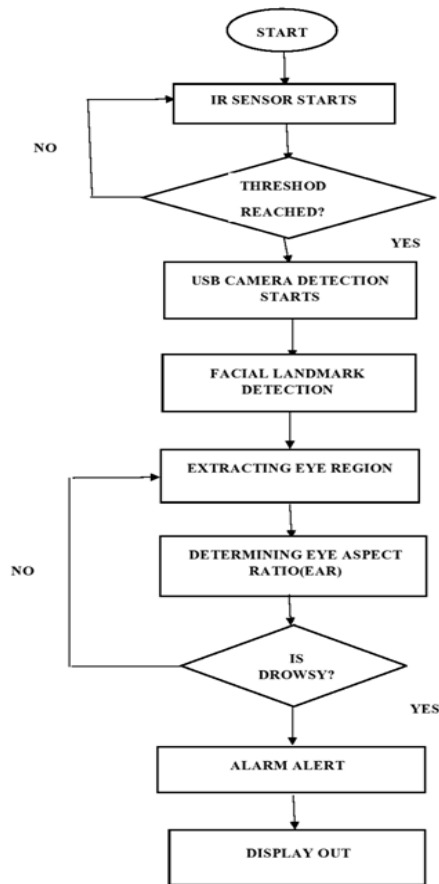 START
IR SENSOR STARTS
NO
THRESHOD
REACHED?
YES
USB CAMERA DETECTION
STARTS
FACIAL LANDMARK
DETECTION
EXTRACTING EYE REGION
DETERMINING EYE ASPECT
RATIO(EAR)
NO
IS
DROWSY?
YES
ALARM ALERT
DISPLAY OUT